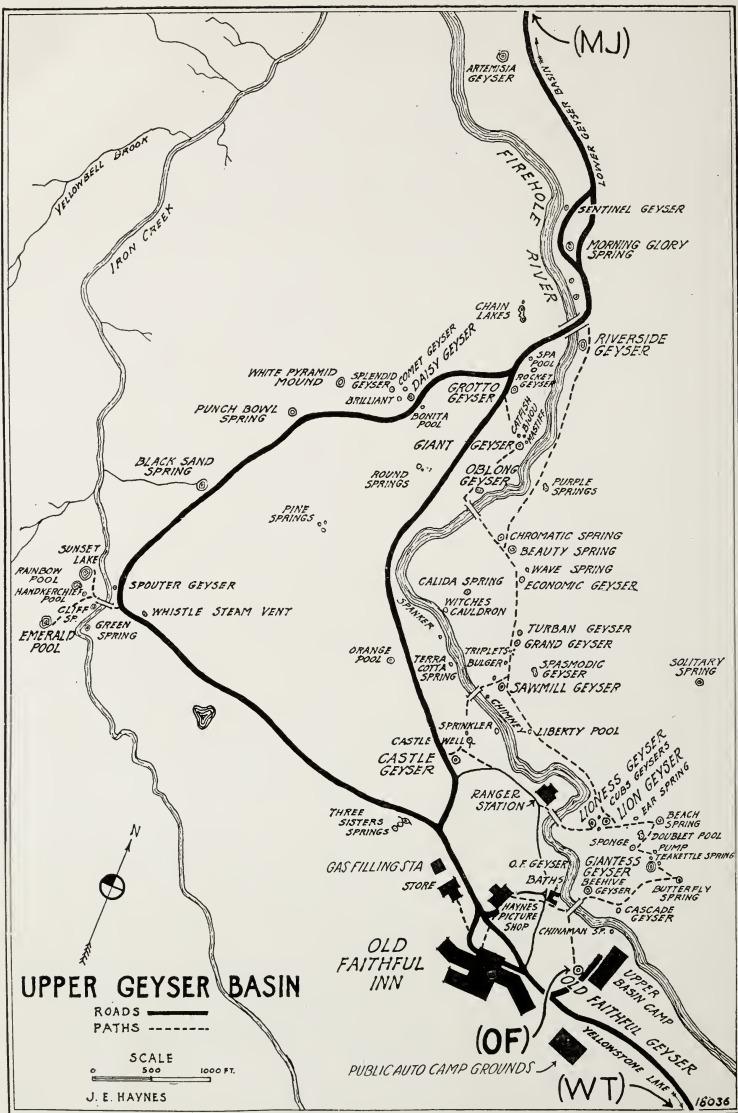 (MJ)
ARTEMISIA
GEYSER
LOWER GEYSER BASIN
YELLOWBELL BROOK
IRON CREEK
FIREHOLE
RIVER
SENTINEL GEYSER
MORNING GLORY
SPRING
CHAIN
LAKES
RIVERSIDE
GEYSER
SPA
POOL
ROCKET
GEYSER
GROTTO
GEYSER
WHITE PYRAMID
MOUND
SPLENDID
GEYSER
COMET GEYSER
DAISY GEYSER
BRILLIANT
BONITA
POOL
PUNCH BOWL
SPRING
CATFISH
BIJOU
MASTIFF
GIANT
GEYSER
BLACK SAND
SPRING
ROUND
SPRINGS
OBLONG
GEYSER
PURPLE
SPRINGS
PINE
SPRINGS
CHROMATIC SPRING
BEAUTY SPRING
SUNSET
LAKE
RAINBOW
POOL
HANDKERCHIEF
POOL
CLIFF
SP.
EMERALD
POOL
GREEN
SPRING
SPOUTER GEYSER
WHISTLE STEAM VENT
WAVE SPRING
ECONOMIC GEYSER
CALIDA SPRING
WITCHES
CAULDRON
SPANKER
TURBAN GEYSER
GRAND GEYSER
ORANGE
POOL
TERRA
COTTA
SPRING
TRIPLETS
BULGER
SPASMODIC
GEYSER
SAWMILL GEYSER
SOLITARY
SPRING
CHIMNEY
SPRINKLER
LIBERTY POOL
CASTLE WELL
CASTLE
GEYSER
RANGER
STATION
LIONESS GEYSER
CUBS GEYSERS
LION GEYSER
EAR SPRING
BEACH
SPRING
DOUBLET POOL
SPONGE
PUMP
TEAKETTLE SPRING
GIANTESS
GEYSER
BEEHIVE
GEYSER
BUTTERFLY
SPRING
CASCADE
GEYSER
THREE
SISTERS
SPRINGS
GAS FILLING STA
STORE
O.F. GEYSER
BATHS
HAYNES
PICTURE
SHOP
CHINAMAN SP.
OLD
FAITHFUL
INN
UPPER
BASIN CAMP
OLD FAITHFUL GEYSER
(OF)
PUBLIC AUTO CAMP GROUNDS
YELLOWSTONE LAKE
(WT)
N
UPPER GEYSER BASIN
ROADS
PATHS
SCALE
0 500 1000 FT.
J. E. HAYNES
18036